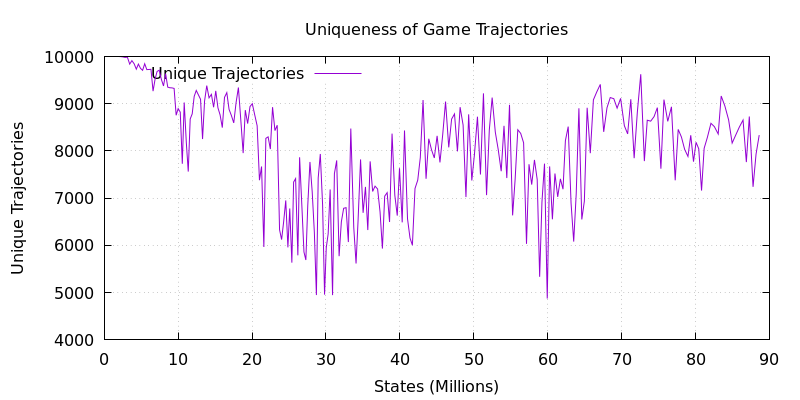 Uniqueness of Game Trajectories
Unique Trajectories
Unique Trajectories
10000
9000
8000
7000
6000
5000
4000
0 10 20 30 40 50 60 70 80 90
States (Millions)